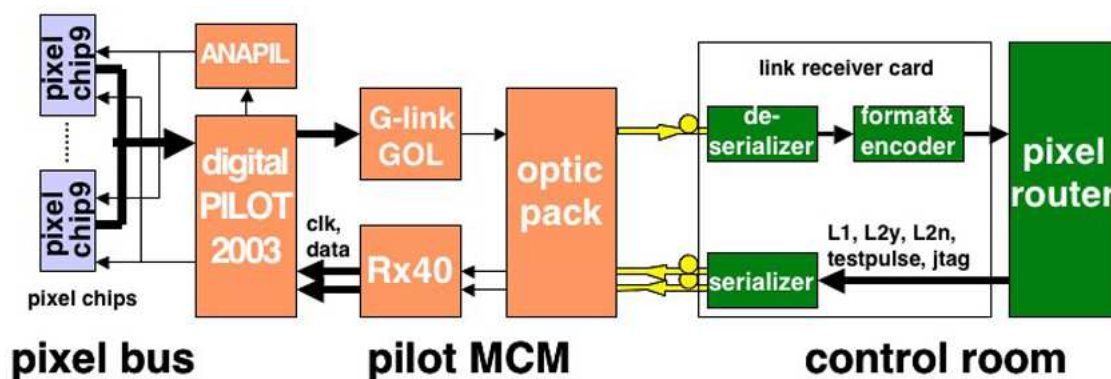 pixel
chip9
pixel
chip9
pixel chips
ANAPIL
digital
PILOT
2003
G-link
GOL
clk,
data
Rx40
optic
pack
link receiver card
de-
serializer
format&
encoder
L1, L2y, L2n,
testpulse, jtag
serializer
pixel
router
pixel bus
pilot MCM
control room